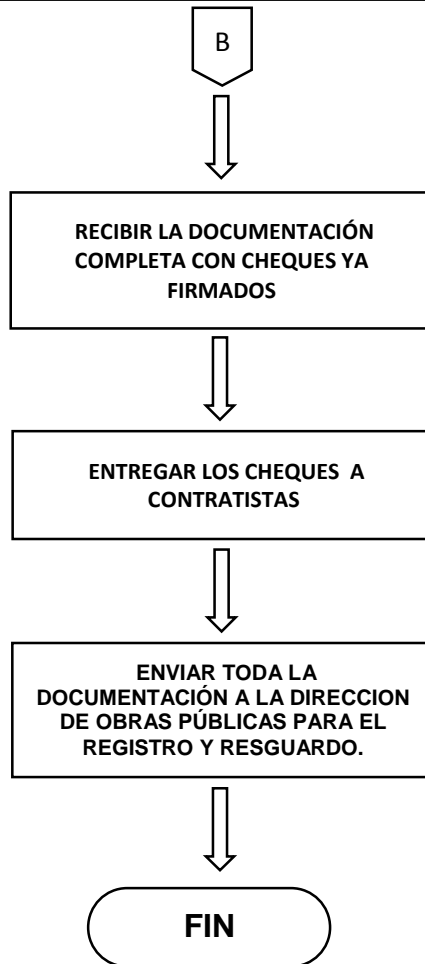 B
RECIBIR LA DOCUMENTACIÓN
COMPLETA CON CHEQUES YA
FIRMADOS
ENTREGAR LOS CHEQUES  A
CONTRATISTAS
ENVIAR TODA LA
DOCUMENTACIÓN A LA DIRECCION
DE OBRAS PÚBLICAS PARA EL
REGISTRO Y RESGUARDO.
FIN